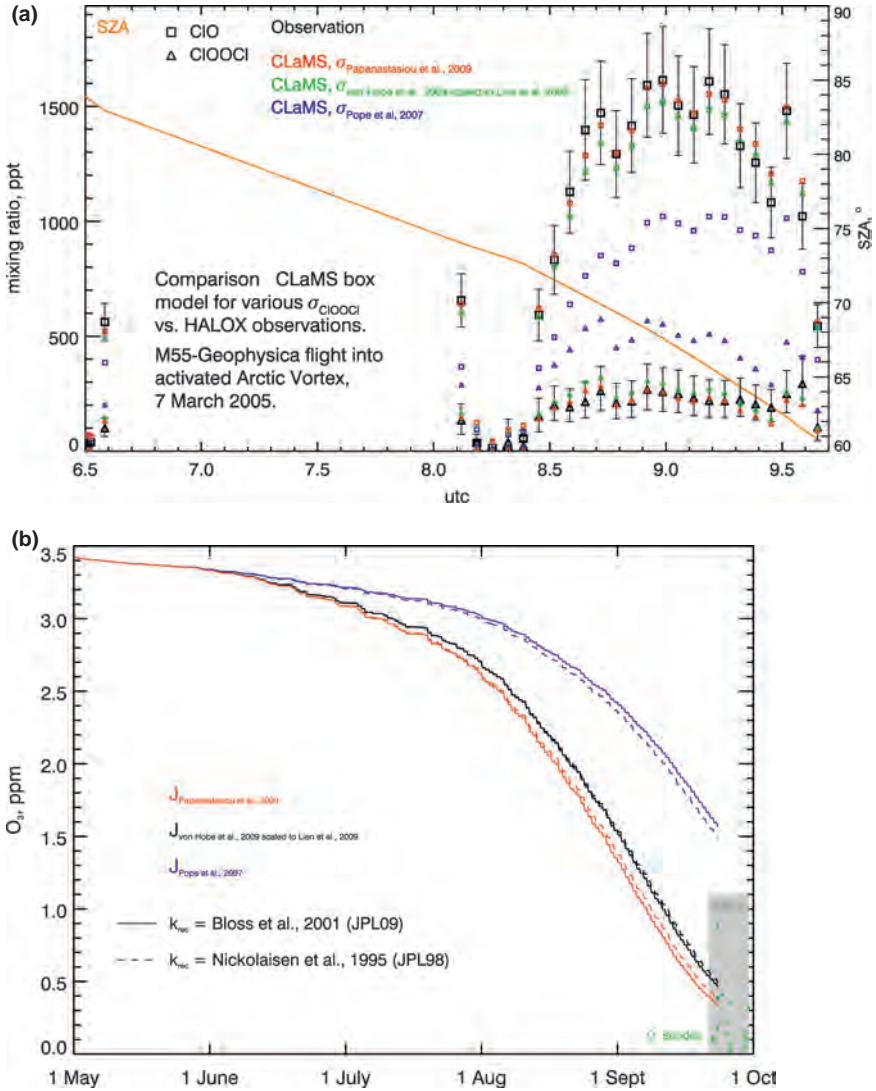 (a)
SZA
ClO
ClOOCl
Observation
CLaMS, σPapanastasiou et al., 2009
CLaMS, σvon Hobe et al., 2009 scaled to Lien et al., 2009
CLaMS, σPope et al, 2007
mixing ratio, ppt
1500
1000
500
0
90
85
80
75
70
65
60
SZA, °
Comparison CLaMS box
model for various σClOOCl
vs. HALOX observations.
M55-Geophysica flight into
activated Arctic Vortex,
7 March 2005.
6.5 7.0 7.5 8.0 8.5 9.0 9.5
utc
(b)
3.5
3.0
2.5
2.0
1.5
1.0
0.5
0.0
O3, ppm
JPapanastasiou et al., 2009
Jvon Hobe et al., 2009 scaled to Lien et al., 2009
JPope et al., 2007
krec = Bloss et al., 2001 (JPL09)
krec = Nickolaisen et al., 1995 (JPL98)
sondes
1 May 1 June 1 July 1 Aug 1 Sept 1 Oct